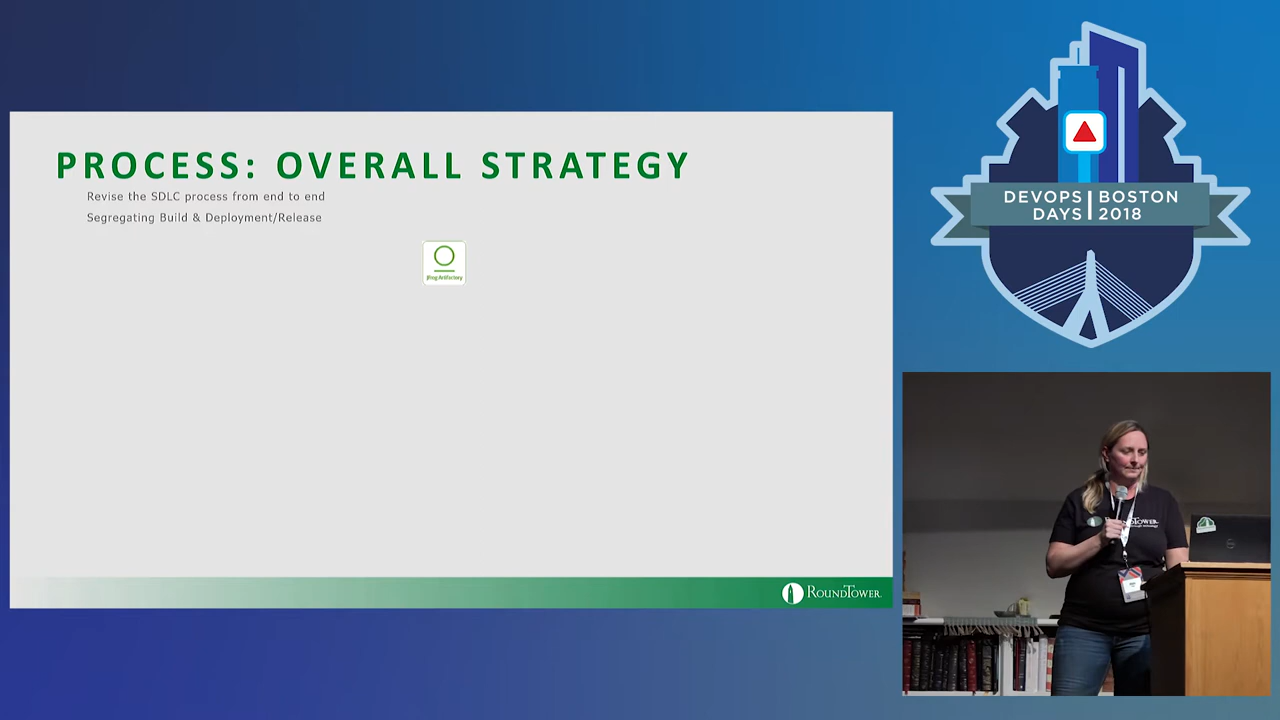 PROCESS: OVERALL STRATEGY
Revise the SDLC process from end to end
Segregating Build & Deployment/Release
JFrog Artifactory
ROUNDTOWER
DEVOPS BOSTON
DAYS 2018